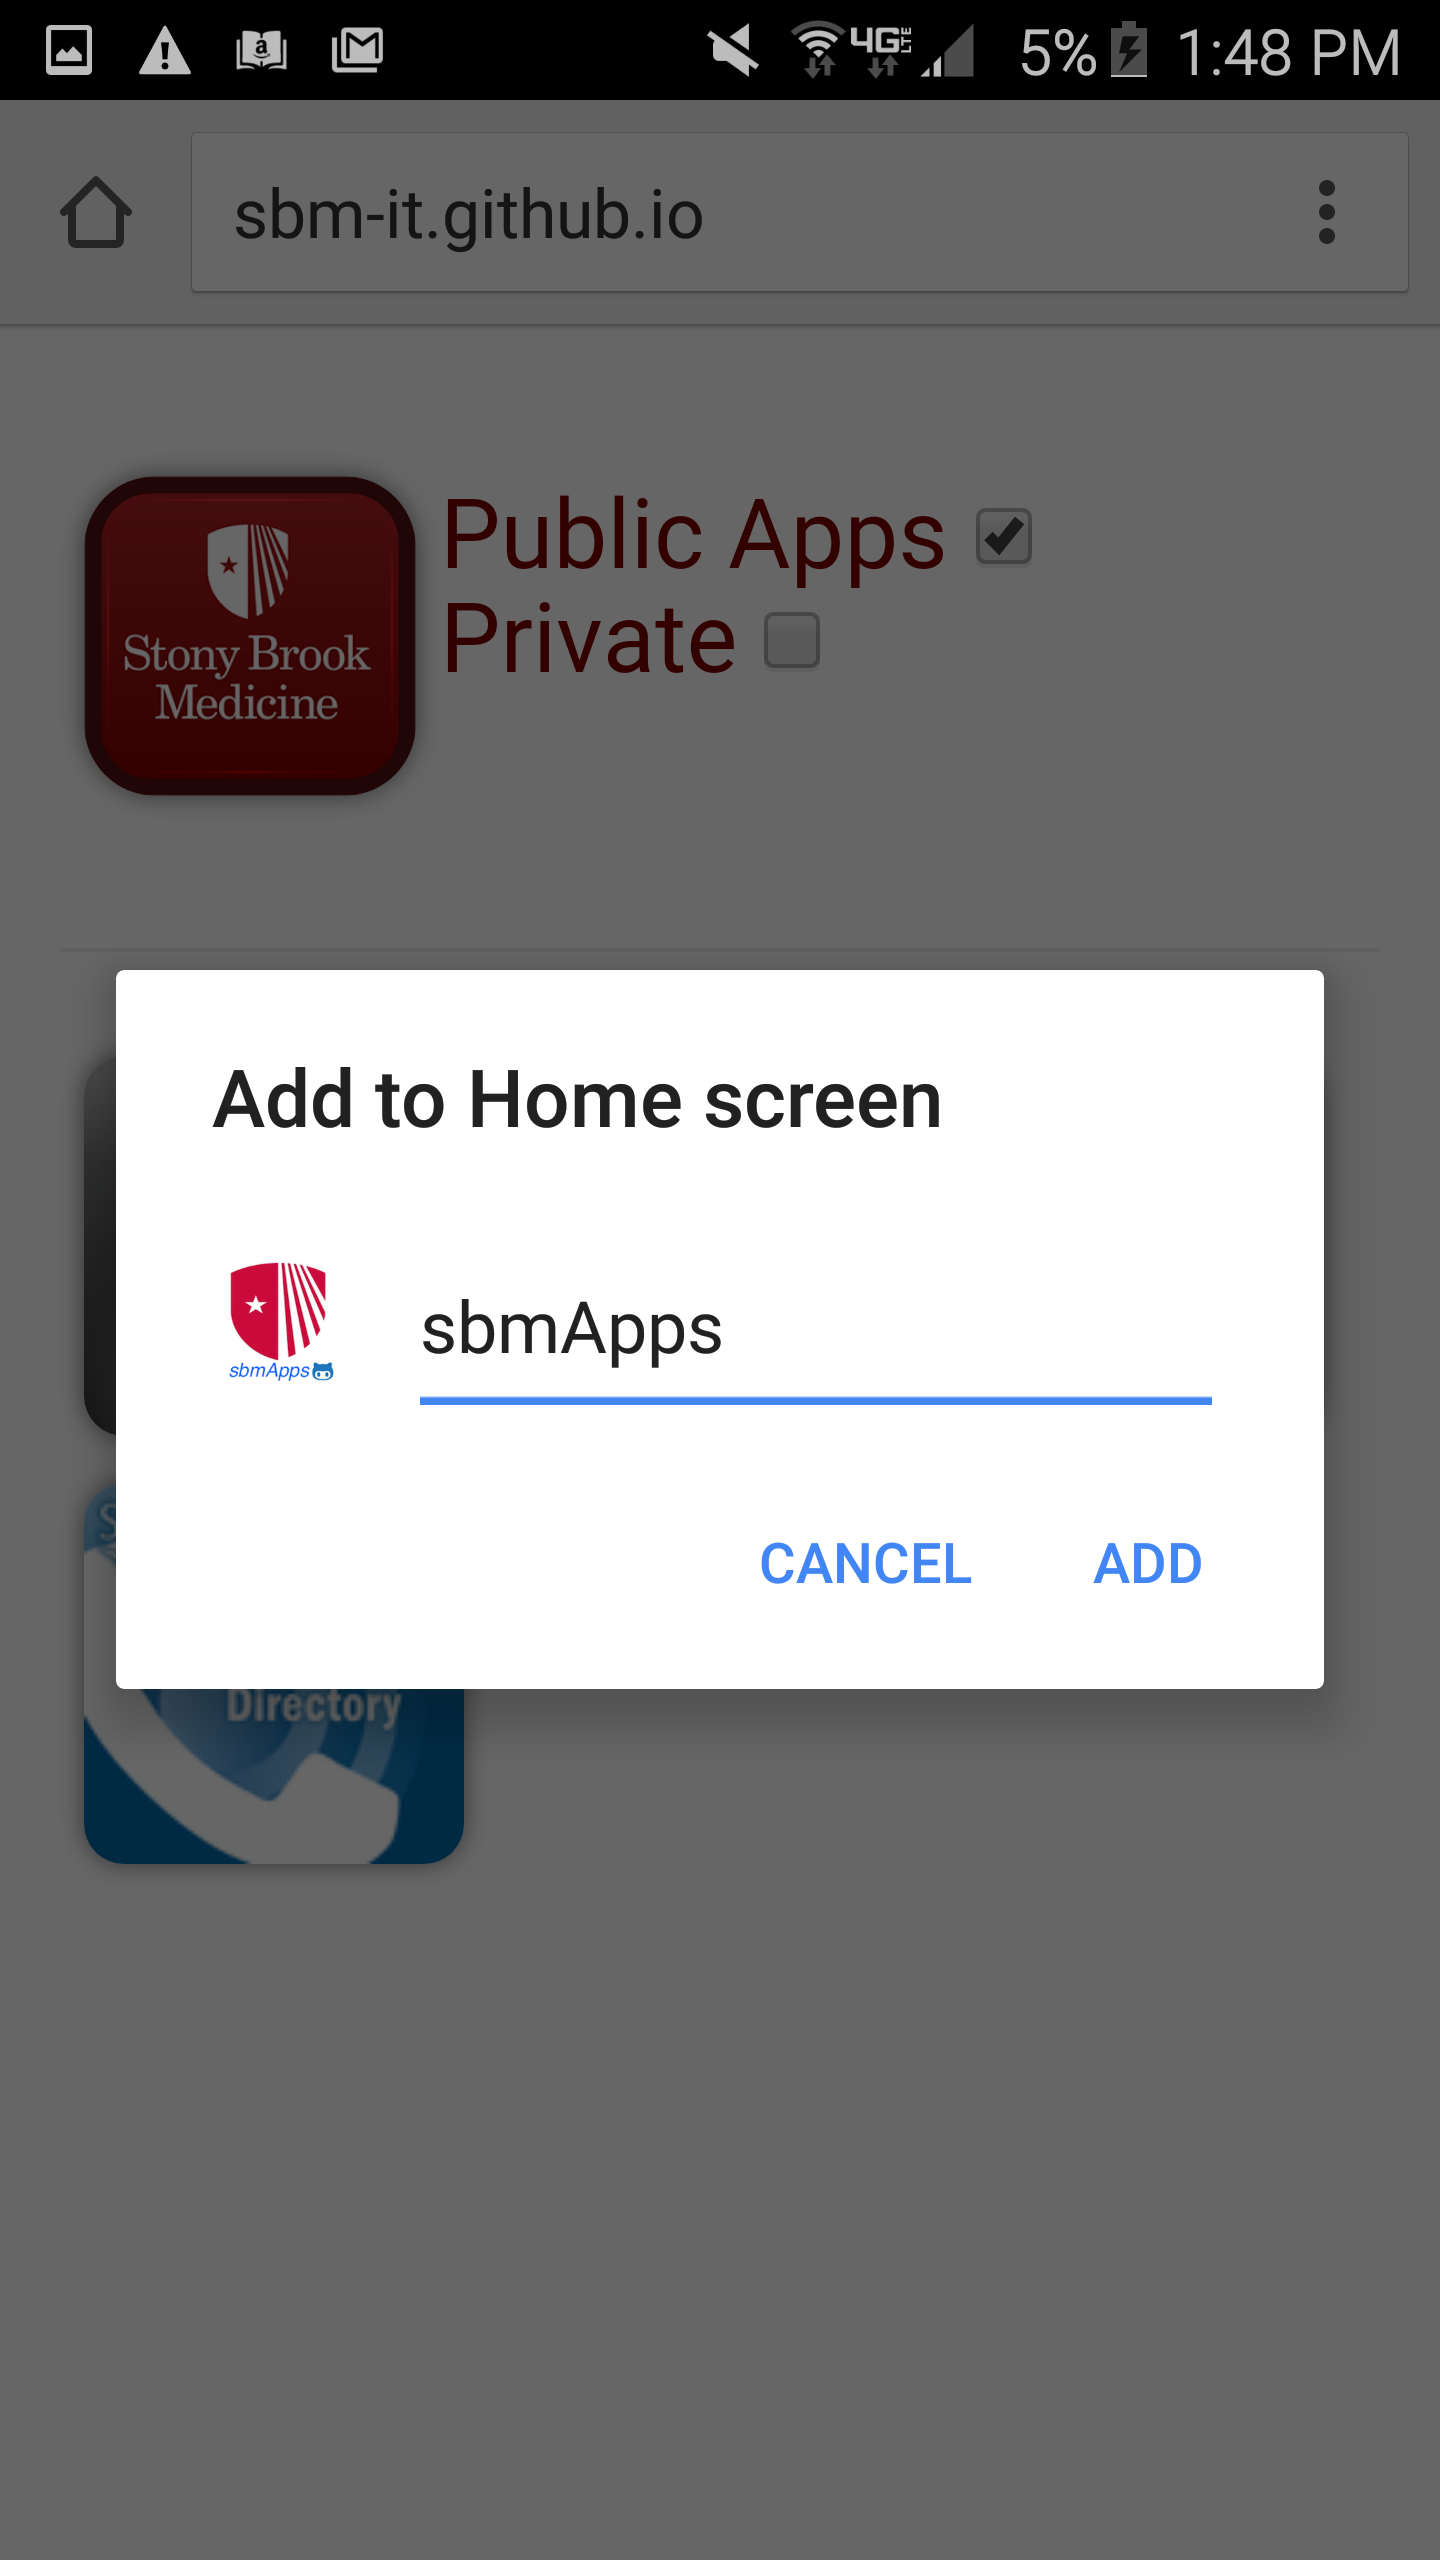 4G LTE 5% 1:48 PM
sbm-it.github.io
Public Apps
Private
Stony Brook
Medicine
Add to Home screen
sbmApps
sbmApps
CANCEL ADD
Directory